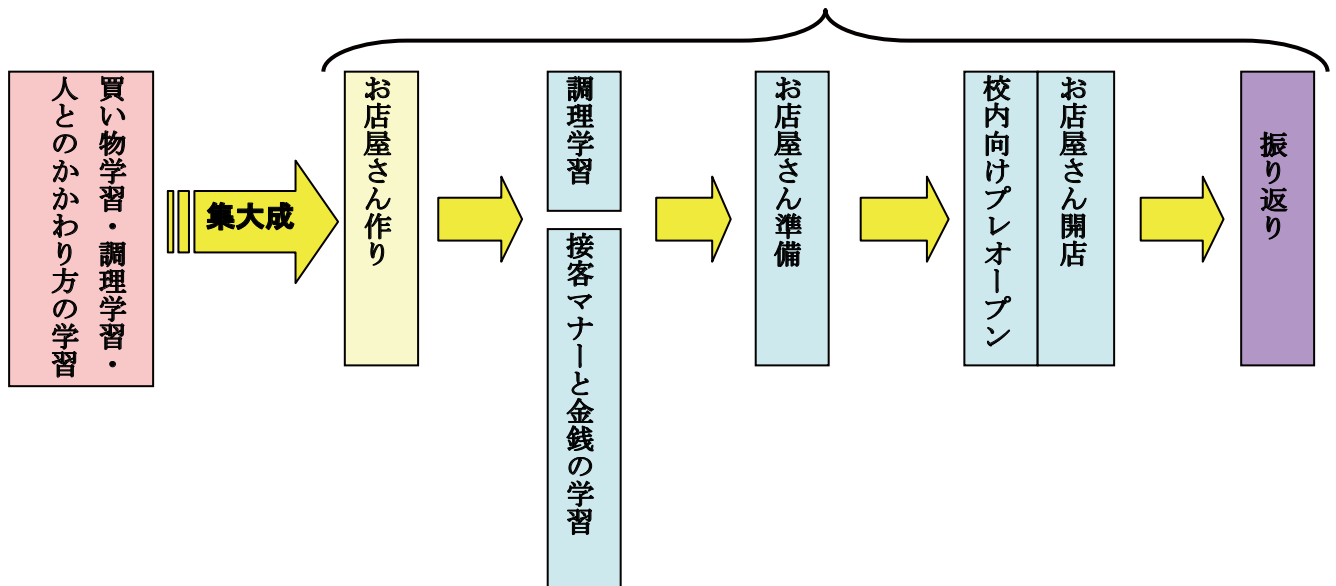 買い物学習・調理学習・
人とのかかわり方の学習
集大成
お店屋さん作り
調理学習
接客マナーと金銭の学習
お店屋さん準備
お店屋さん開店
校内向けプレオープン
振り返り